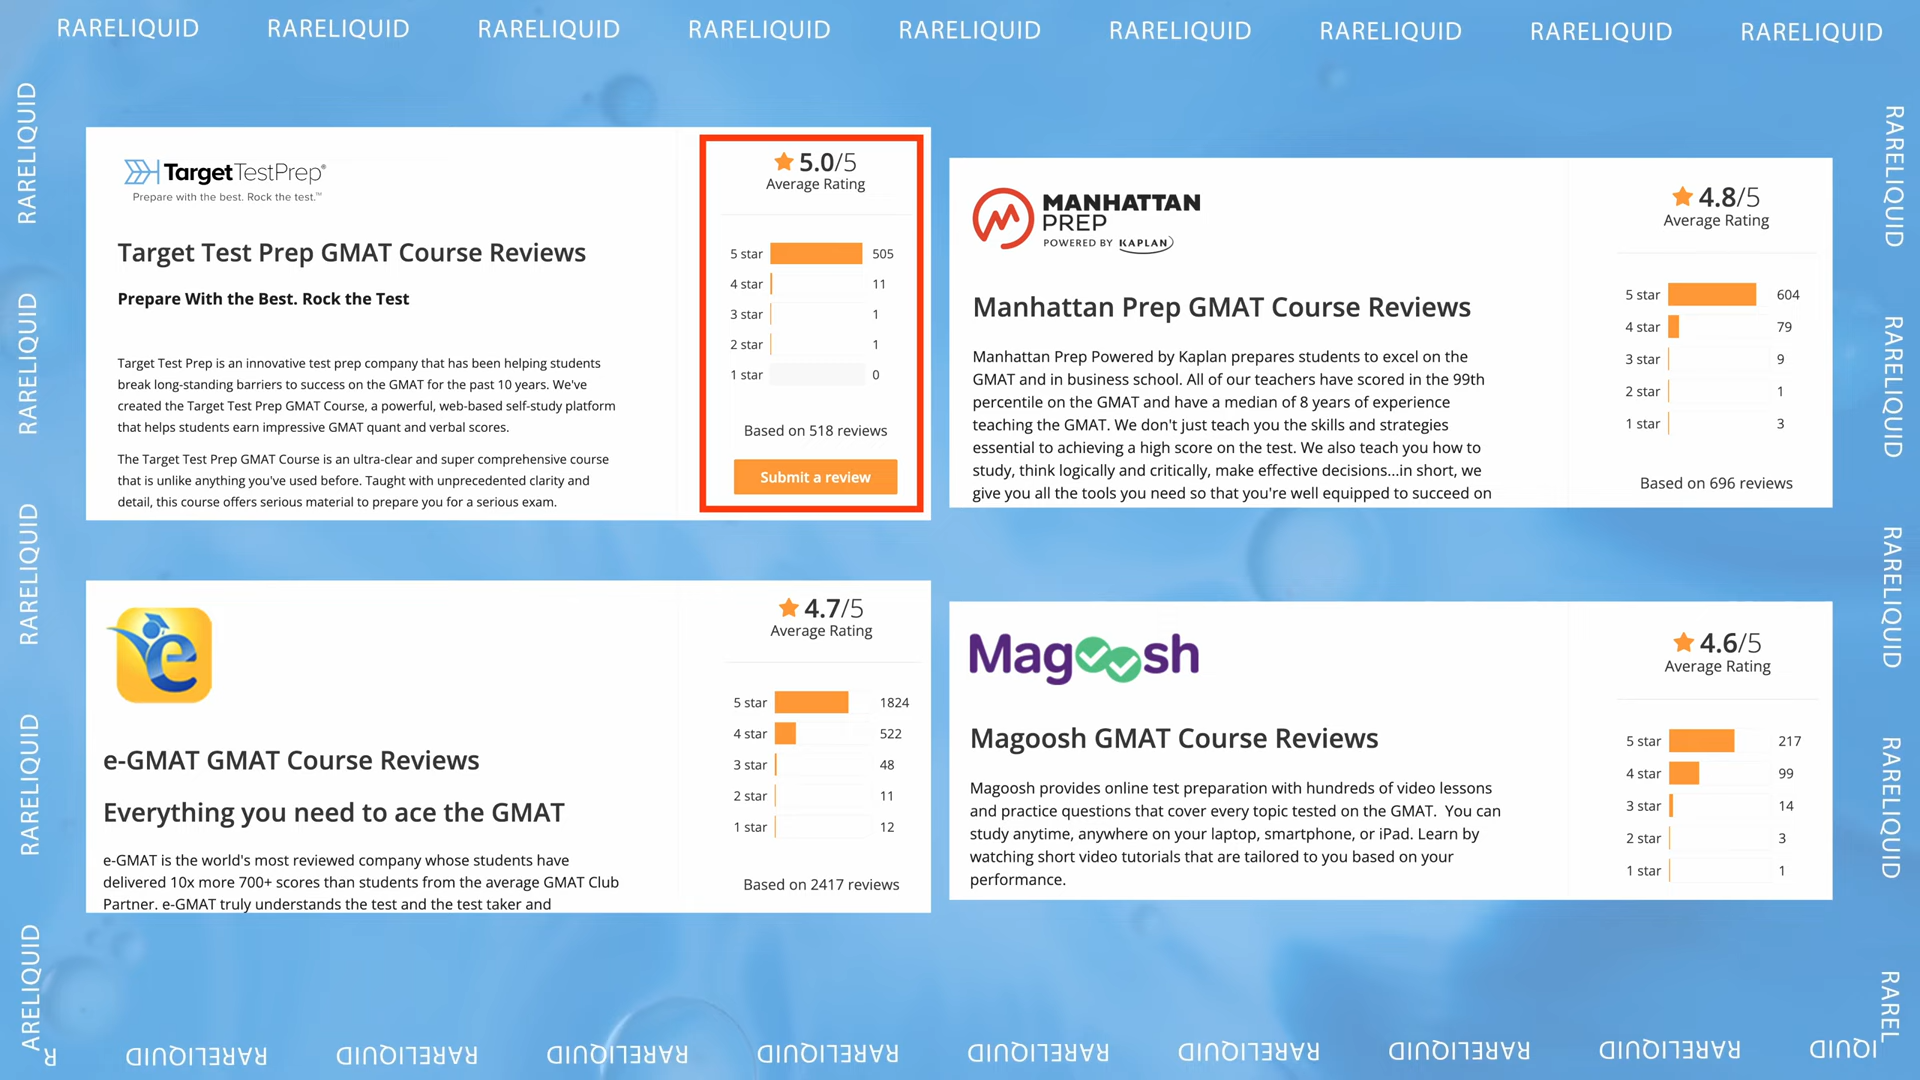 RARELIQUID RARELIQUID RARELIQUID RARELIQUID RARELIQUID RARELIQUID RARELIQUID RARELIQUID RARELIQUID
RARELIQUID
RARELIQUID
RARELIQUID
RARELIQUID
ARELIQUID
TargetTestPrep®
Prepare with the best. Rock the test.™
Target Test Prep GMAT Course Reviews
Prepare With the Best. Rock the Test
Target Test Prep is an innovative test prep company that has been helping students
break long-standing barriers to success on the GMAT for the past 10 years. We've
created the Target Test Prep GMAT Course, a powerful, web-based self-study platform
that helps students earn impressive GMAT quant and verbal scores.
The Target Test Prep GMAT Course is an ultra-clear and super comprehensive course
that is unlike anything you've used before. Taught with unprecedented clarity and
detail, this course offers serious material to prepare you for a serious exam.
5.0/5
Average Rating
5 star 505
4 star 11
3 star 1
2 star 1
1 star 0
Based on 518 reviews
Submit a review
MANHATTAN
PREP
POWERED BY KAPLAN
Manhattan Prep GMAT Course Reviews
Manhattan Prep Powered by Kaplan prepares students to excel on the
GMAT and in business school. All of our teachers have scored in the 99th
percentile on the GMAT and have a median of 8 years of experience
teaching the GMAT. We don't just teach you the skills and strategies
essential to achieving a high score on the test. We also teach you how to
study, think logically and critically, make effective decisions...in short, we
give you all the tools you need so that you're well equipped to succeed on
4.8/5
Average Rating
5 star 604
4 star 79
3 star 9
2 star 1
1 star 3
Based on 696 reviews
e
e-GMAT GMAT Course Reviews
Everything you need to ace the GMAT
e-GMAT is the world's most reviewed company whose students have
delivered 10x more 700+ scores than students from the average GMAT Club
Partner. e-GMAT truly understands the test and the test taker and
4.7/5
Average Rating
5 star 1824
4 star 522
3 star 48
2 star 11
1 star 12
Based on 2417 reviews
Magoosh
Magoosh GMAT Course Reviews
Magoosh provides online test preparation with hundreds of video lessons
and practice questions that cover every topic tested on the GMAT. You can
study anytime, anywhere on your laptop, smartphone, or iPad. Learn by
watching short video tutorials that are tailored to you based on your
performance.
4.6/5
Average Rating
5 star 217
4 star 99
3 star 14
2 star 3
1 star 1
RARELIQUID
RARELIQUID
RARELIQUID
RARELIQUID
RAREL
R RARELIQUID RARELIQUID RARELIQUID RARELIQUID RARELIQUID RARELIQUID RARELIQUID RARELIQUID IQUID